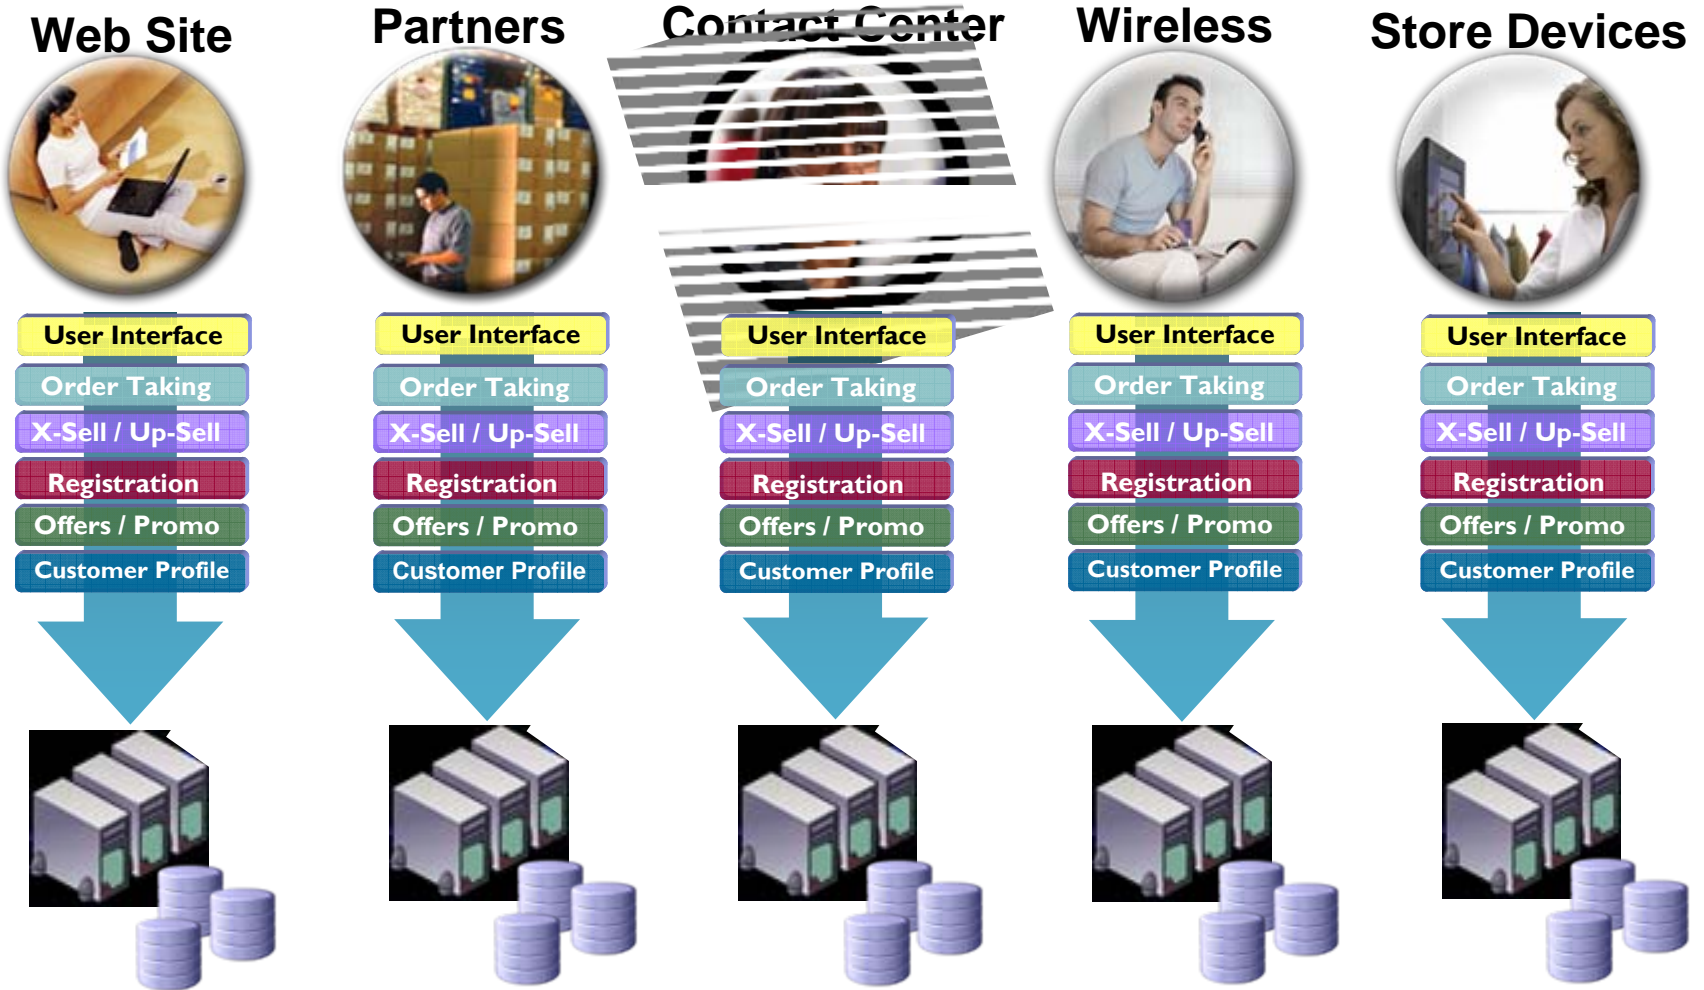 Web Site
Partners
Contact Center
Wireless
Store Devices
User Interface
Order Taking
X-Sell / Up-Sell
Registration
Offers / Promo
Customer Profile
User Interface
Order Taking
X-Sell / Up-Sell
Registration
Offers / Promo
Customer Profile
User Interface
Order Taking
X-Sell / Up-Sell
Registration
Offers / Promo
Customer Profile
User Interface
Order Taking
X-Sell / Up-Sell
Registration
Offers / Promo
Customer Profile
User Interface
Order Taking
X-Sell / Up-Sell
Registration
Offers / Promo
Customer Profile